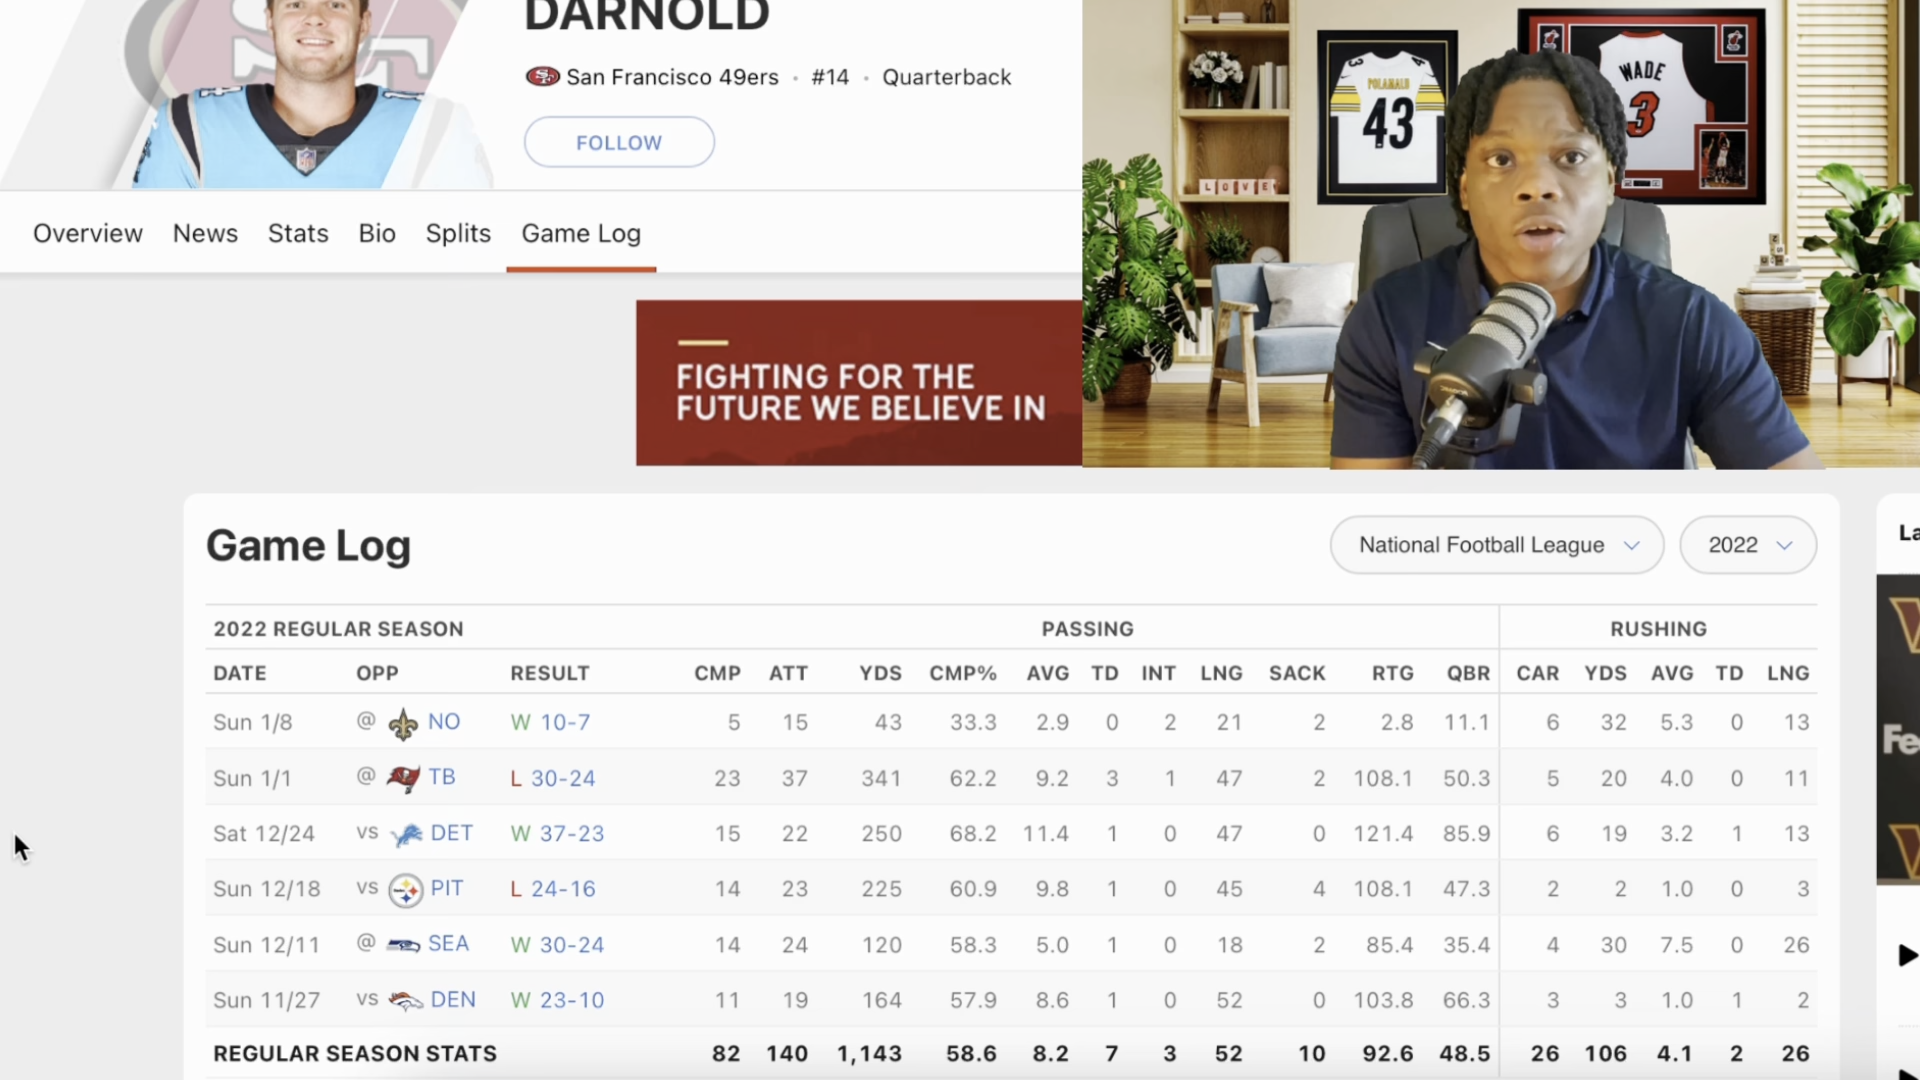 DARNOLD
San Francisco 49ers · #14 · Quarterback
FOLLOW
Overview News Stats Bio Splits Game Log
FIGHTING FOR THE
FUTURE WE BELIEVE IN
POLAMALU
43
WADE
3
LOVE
Game Log
National Football League
2022
2022 REGULAR SEASON PASSING RUSHING
DATE OPP RESULT CMP ATT YDS CMP% AVG TD INT LNG SACK RTG QBR CAR YDS AVG TD LNG
Sun 1/8 @ NO W 10-7 5 15 43 33.3 2.9 0 2 21 2 2.8 11.1 6 32 5.3 0 13
Sun 1/1 @ TB L 30-24 23 37 341 62.2 9.2 3 1 47 2 108.1 50.3 5 20 4.0 0 11
Sat 12/24 vs DET W 37-23 15 22 250 68.2 11.4 1 0 47 0 121.4 85.9 6 19 3.2 1 13
Sun 12/18 vs PIT L 24-16 14 23 225 60.9 9.8 1 0 45 4 108.1 47.3 2 2 1.0 0 3
Sun 12/11 @ SEA W 30-24 14 24 120 58.3 5.0 1 0 18 2 85.4 35.4 4 30 7.5 0 26
Sun 11/27 vs DEN W 23-10 11 19 164 57.9 8.6 1 0 52 0 103.8 66.3 3 3 1.0 1 2
REGULAR SEASON STATS 82 140 1,143 58.6 8.2 7 3 52 10 92.6 48.5 26 106 4.1 2 26
La
Fe